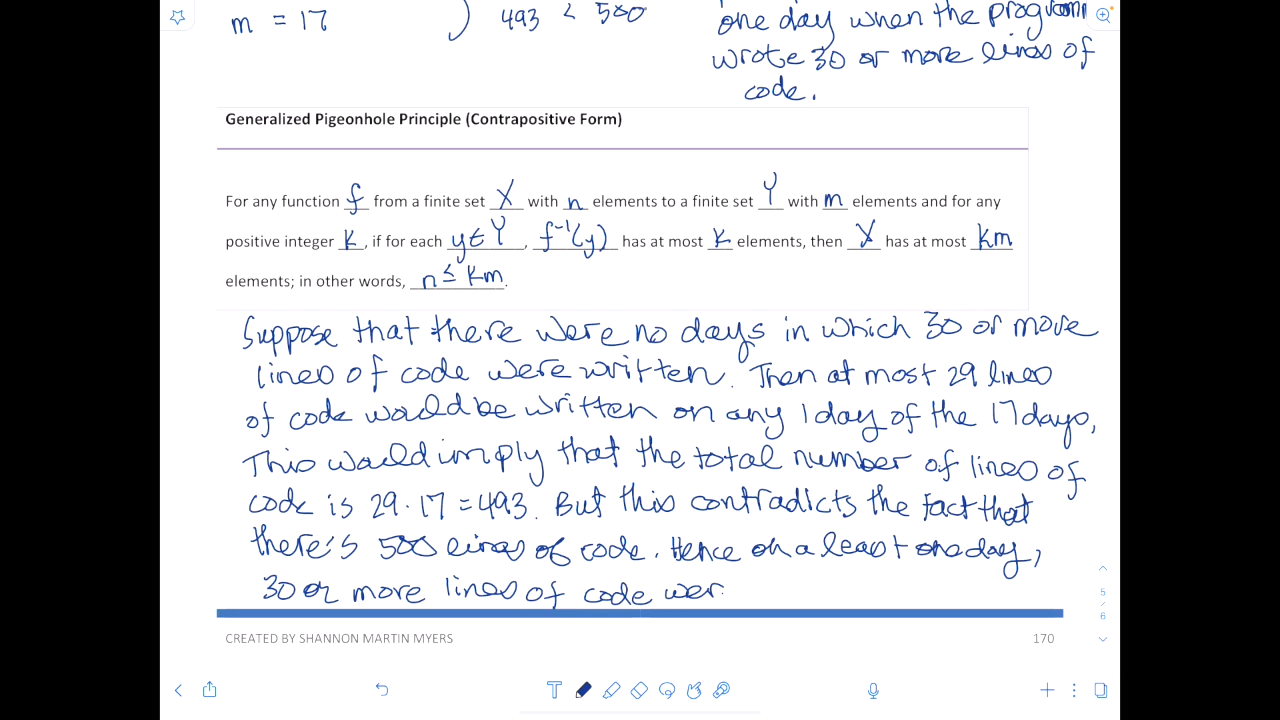 m = 17 ) 493 < 500 one day when the programm
wrote 30 or more lines of
code.
Generalized Pigeonhole Principle (Contrapositive Form)
For any function f from a finite set X with n elements to a finite set Y with m elements and for any
positive integer k, if for each y∈Y, f⁻¹(y) has at most k elements, then X has at most km
elements; in other words, n ≤ km.
Suppose that there were no days in which 30 or more
lines of code were written. Then at most 29 lines
of code would be written on any 1 day of the 17 days,
This would imply that the total number of lines of
code is 29·17=493. But this contradicts the fact that
there's 500 lines of code. Hence on a least one day,
30 or more lines of code wer
CREATED BY SHANNON MARTIN MYERS 170
5
/
6
T